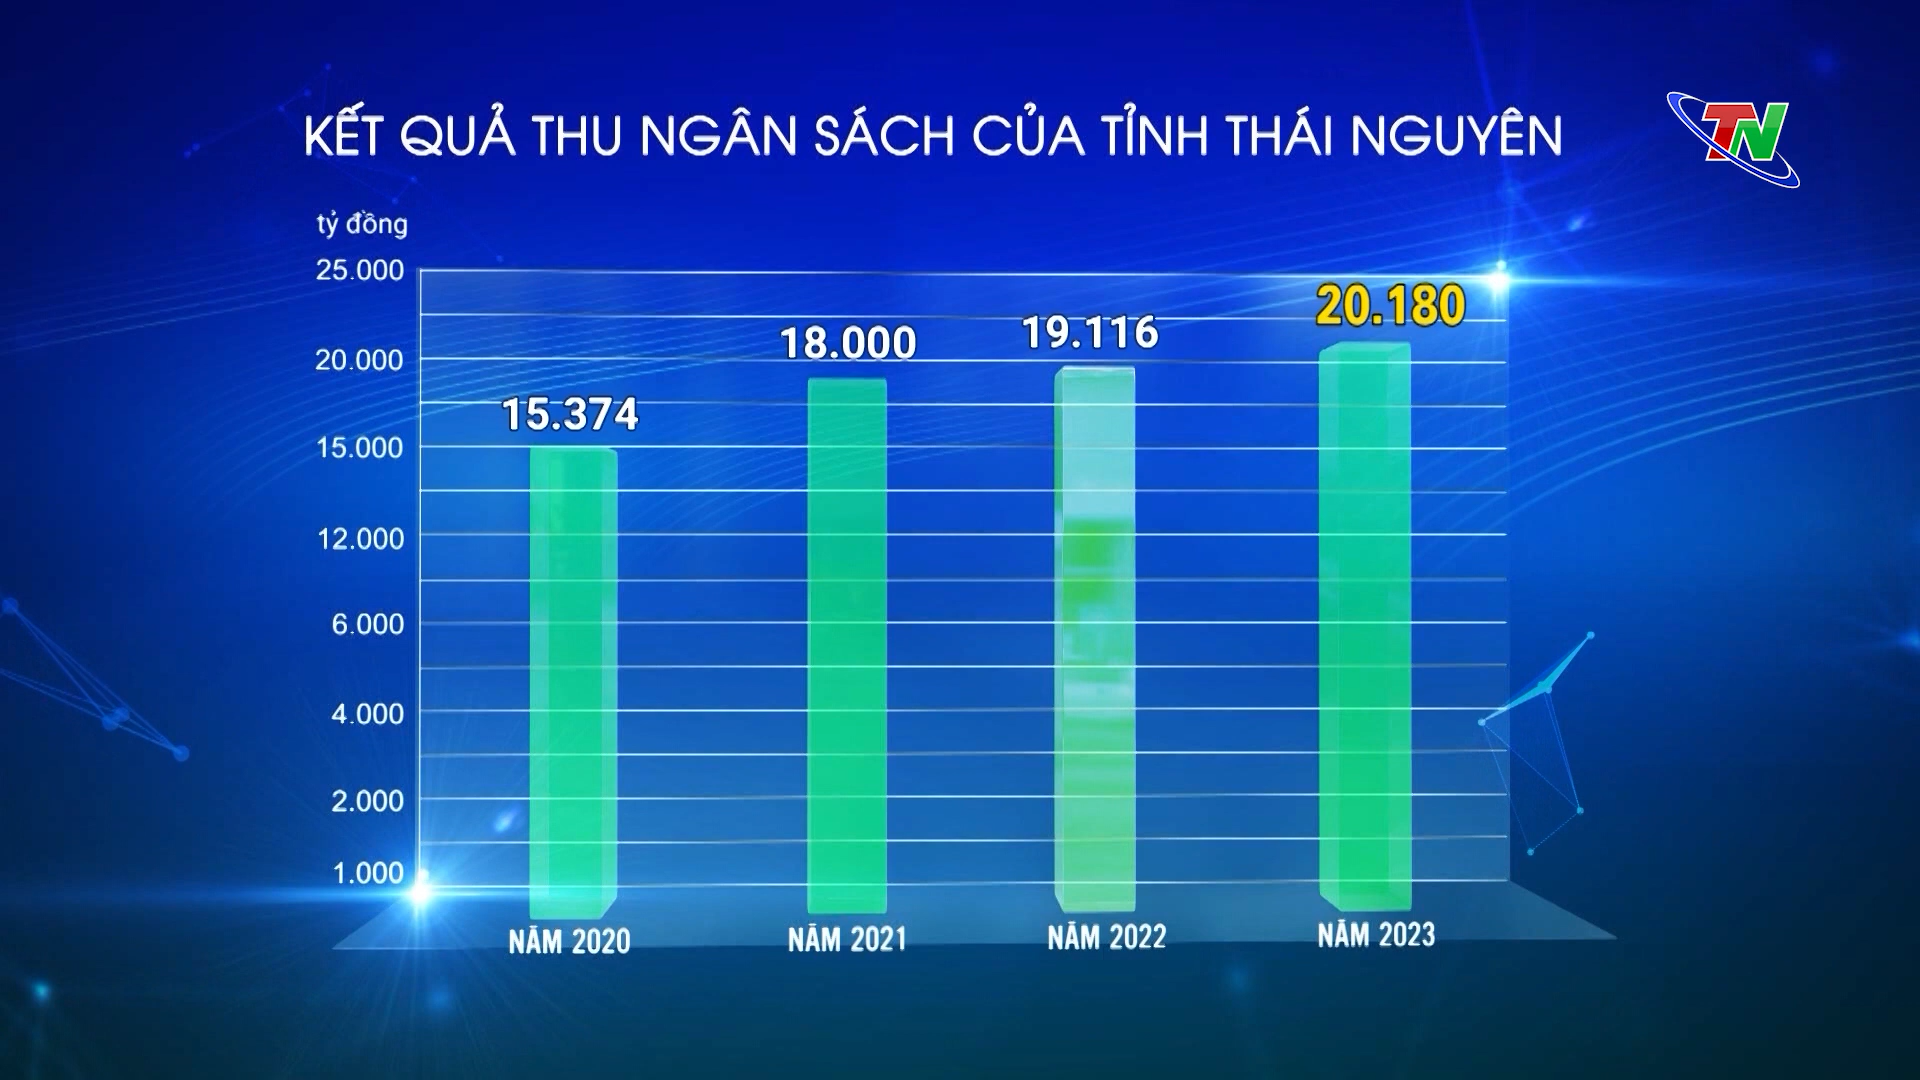 KẾT QUẢ THU NGÂN SÁCH CỦA TỈNH THÁI NGUYÊN
TN
tỷ đồng
25.000
20.000
15.000
12.000
6.000
4.000
2.000
1.000
15.374
18.000
19.116
20.180
NĂM 2020
NĂM 2021
NĂM 2022
NĂM 2023